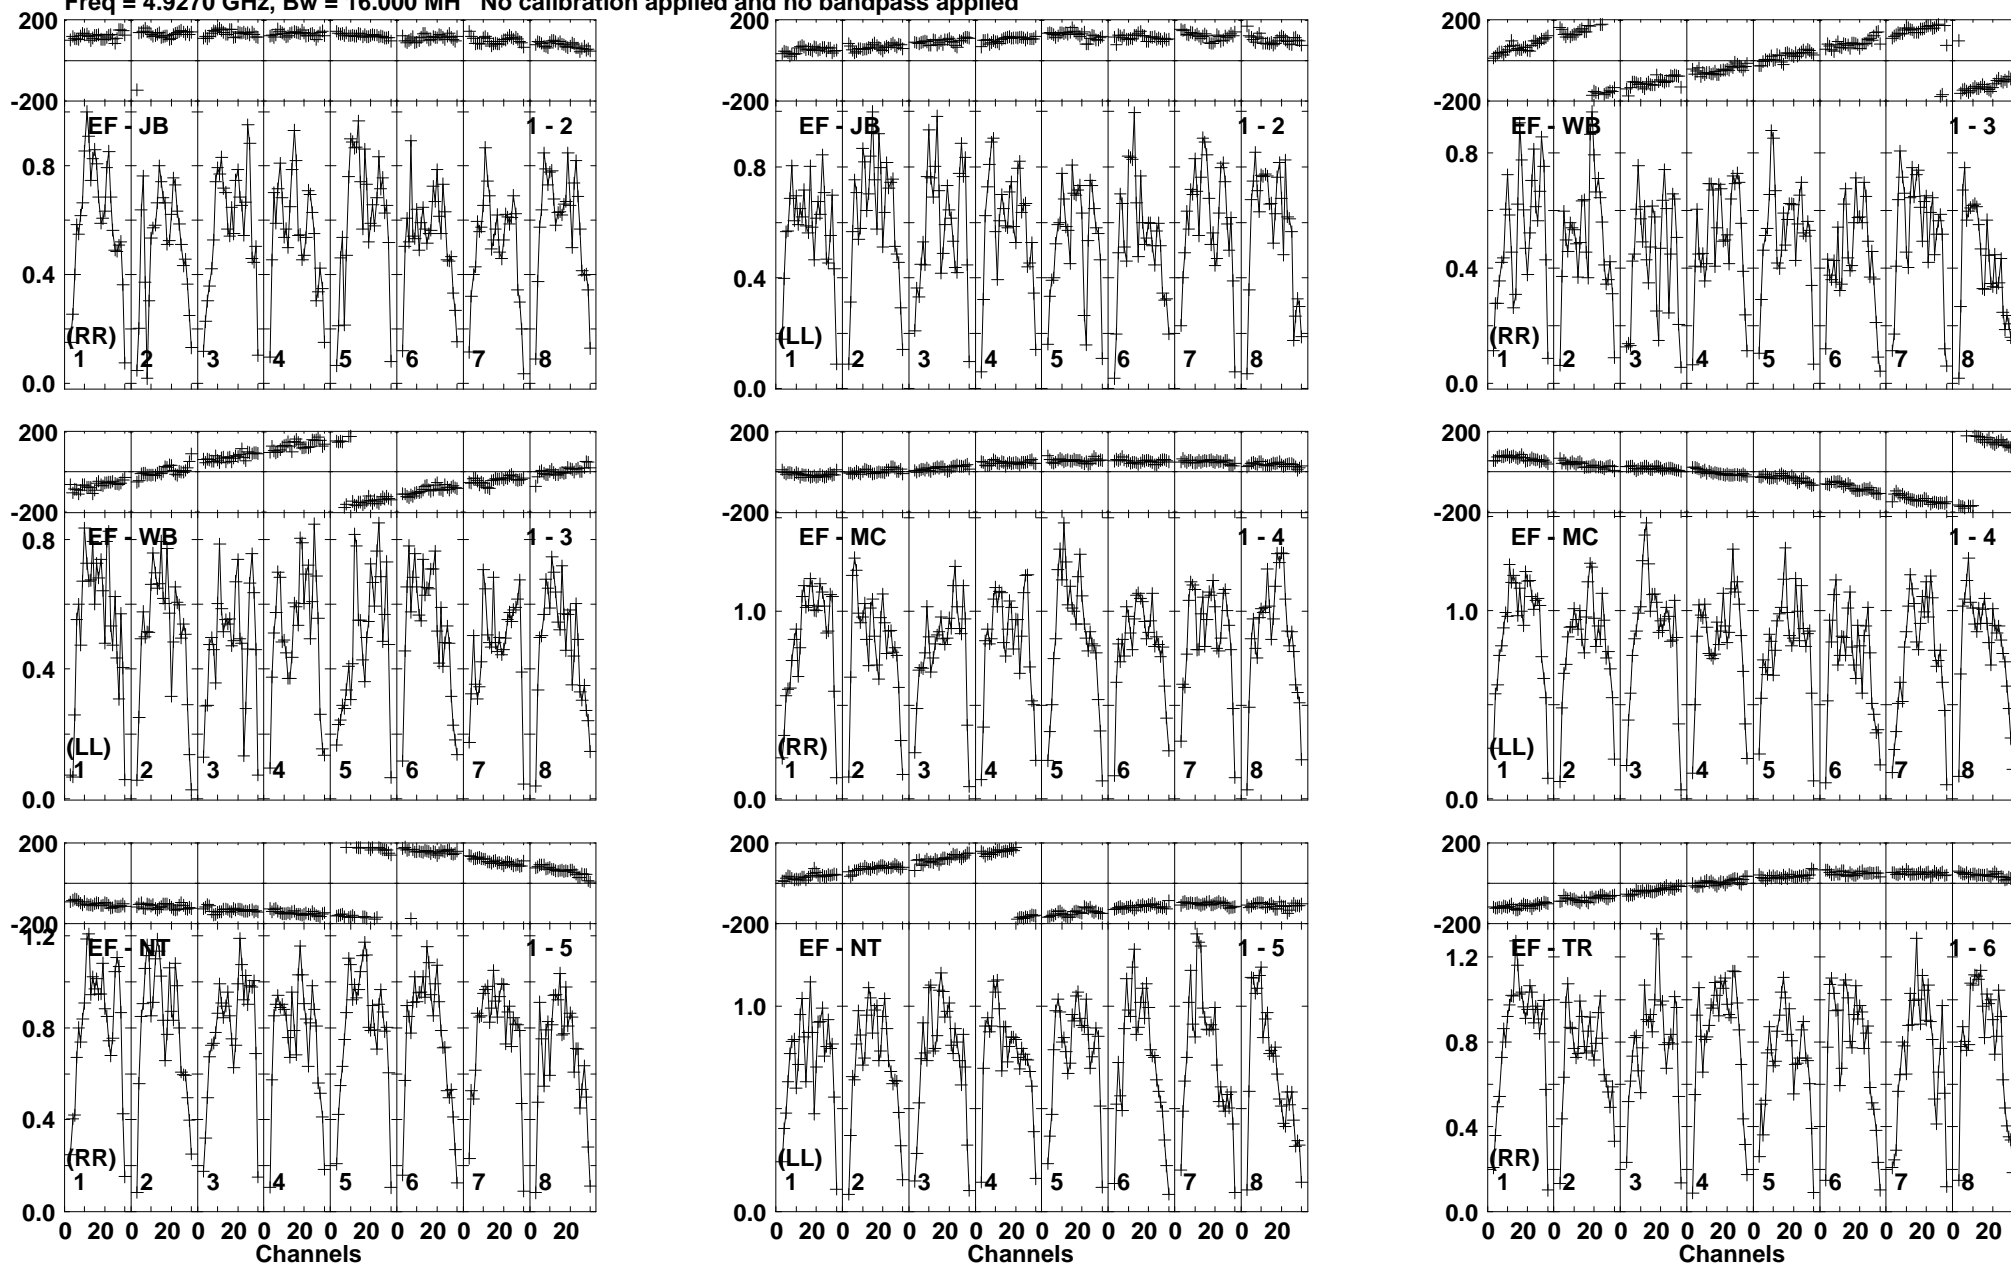 Freq = 4.9270 GHz, Bw = 16.000 MH No calibration applied and no bandpass applied
200 200 200
-200 -200 -200
EF - JB 1 - 2 EF - JB 1 - 2 EF - WB 1 - 3
0.8 0.8 0.8
0.4 0.4 0.4
(RR) (LL) (RR)
1 2 3 4 5 6 7 8 1 2 3 4 5 6 7 8 1 2 3 4 5 6 7 8
0.0 0.0 0.0
200 200 200
-200 -200 -200
EF - WB 1 - 3 EF - MC 1 - 4 EF - MC 1 - 4
0.8
1.0 1.0
0.4
(LL) (RR) (LL)
1 2 3 4 5 6 7 8 1 2 3 4 5 6 7 8 1 2 3 4 5 6 7 8
0.0 0.0 0.0
200 200 200
-200 -200 -200
1.2
EF - NT 1 - 5 EF - NT 1 - 5 EF - TR 1 - 6
1.2
1.0
0.8 0.8
0.4 0.4
(RR) (LL) (RR)
1 2 3 4 5 6 7 8 1 2 3 4 5 6 7 8 1 2 3 4 5 6 7 8
0.0 0.0 0.0
0 20 0 20 0 20 0 20 0 20 0 20 0 20 0 20 0 20 0 20 0 20 0 20 0 20 0 20 0 20 0 20 0 20 0 20 0 20 0 20 0 20 0 20 0 20 0 20
Channels Channels Channels